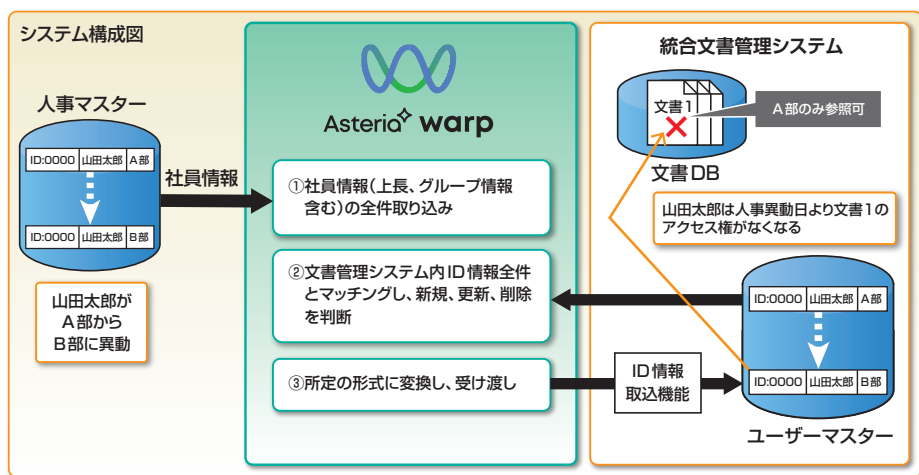 システム構成図
人事マスター
ID:0000 山田太郎 A部
ID:0000 山田太郎 B部
山田太郎が
A部から
B部に異動
社員情報
Asteria warp
①社員情報(上長、グループ情報
含む)の全件取り込み
②文書管理システム内ID情報全件
とマッチングし、新規、更新、削除
を判断
③所定の形式に変換し、受け渡し
ID情報
取込機能
統合文書管理システム
文書1
A部のみ参照可
文書DB
山田太郎は人事異動日より文書1の
アクセス権がなくなる
ID:0000 山田太郎 A部
ID:0000 山田太郎 B部
ユーザーマスター